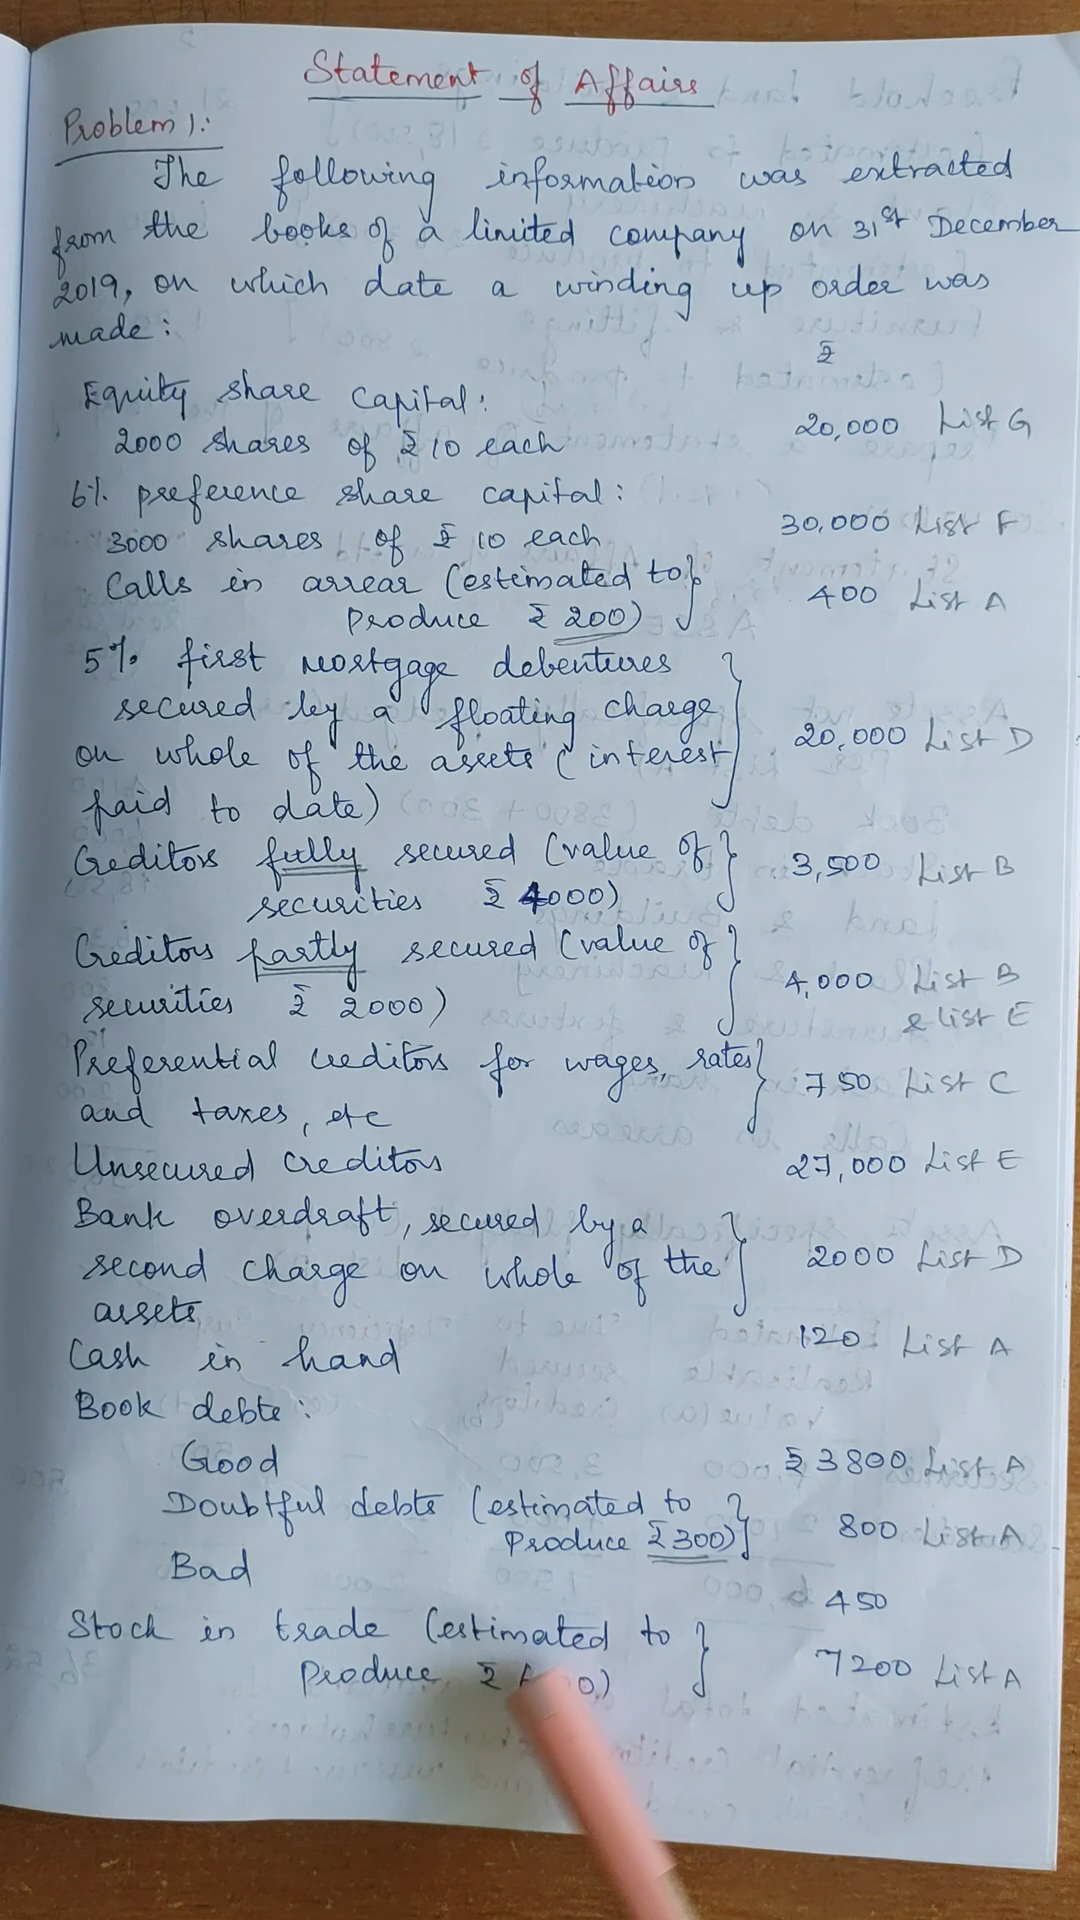 Statement of Affairs
Problem 1:
The following information was extracted
from the books of a limited company on 31st December
2019, on which date a winding up order was
made:
₹
Equity share capital:
2000 shares of ₹ 10 each 20,000 List G
6% preference share capital:
3000 shares of ₹ 10 each 30,000 List F
Calls in arrear (estimated to
produce ₹ 200) 400 List A
5% first mortgage debentures
secured by a floating charge
on whole of the assets (interest 20,000 List D
paid to date)
Creditors fully secured (value of 3,500 List B
securities ₹ 4000)
Creditors partly secured (value of 4,000 List B
securities ₹ 2000) & List E
Preferential creditors for wages, rates 750 List C
and taxes, etc
Unsecured creditors 27,000 List E
Bank overdraft, secured by a
second charge on whole of the 2000 List D
assets
Cash in hand 120 List A
Book debts:
Good ₹ 3800 List A
Doubtful debts (estimated to 800 List A
Produce ₹ 300)
Bad 450
Stock in trade (estimated to 7200 List A
Produce ₹